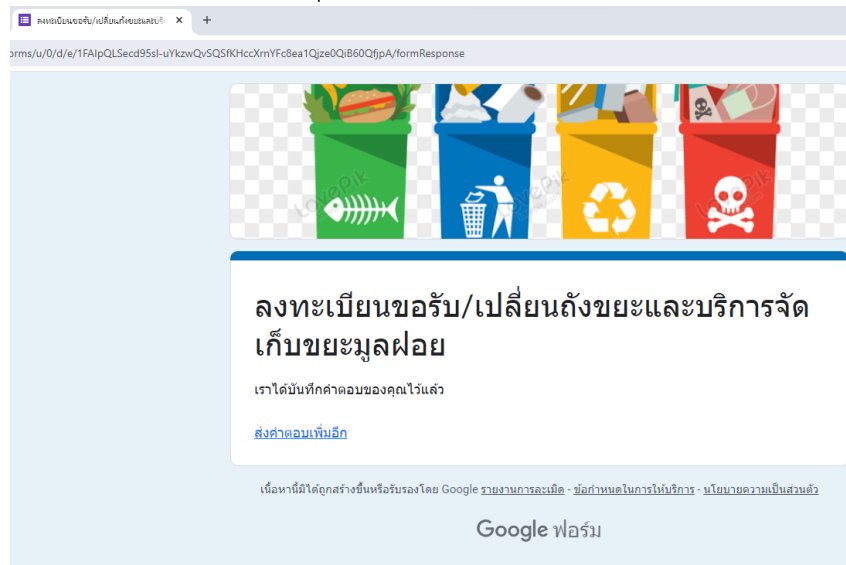 ลงทะเบียนขอรับ/เปลี่ยนถังขยะและบริก
orms/u/0/d/e/1FAIpQLSecd95sI-uYkzwQvSQSfKHccXrnYFc8ea1Qjze0QiB60QfjpA/formResponse
LovePik
LovePik
LovePik
ลงทะเบียนขอรับ/เปลี่ยนถังขยะและบริการจัด
เก็บขยะมูลฝอย
เราได้บันทึกคำตอบของคุณไว้แล้ว
ส่งคำตอบเพิ่มอีก
เนื้อหานี้มิได้ถูกสร้างขึ้นหรือรับรองโดย Google รายงานการละเมิด - ข้อกำหนดในการให้บริการ - นโยบายความเป็นส่วนตัว
Google ฟอร์ม